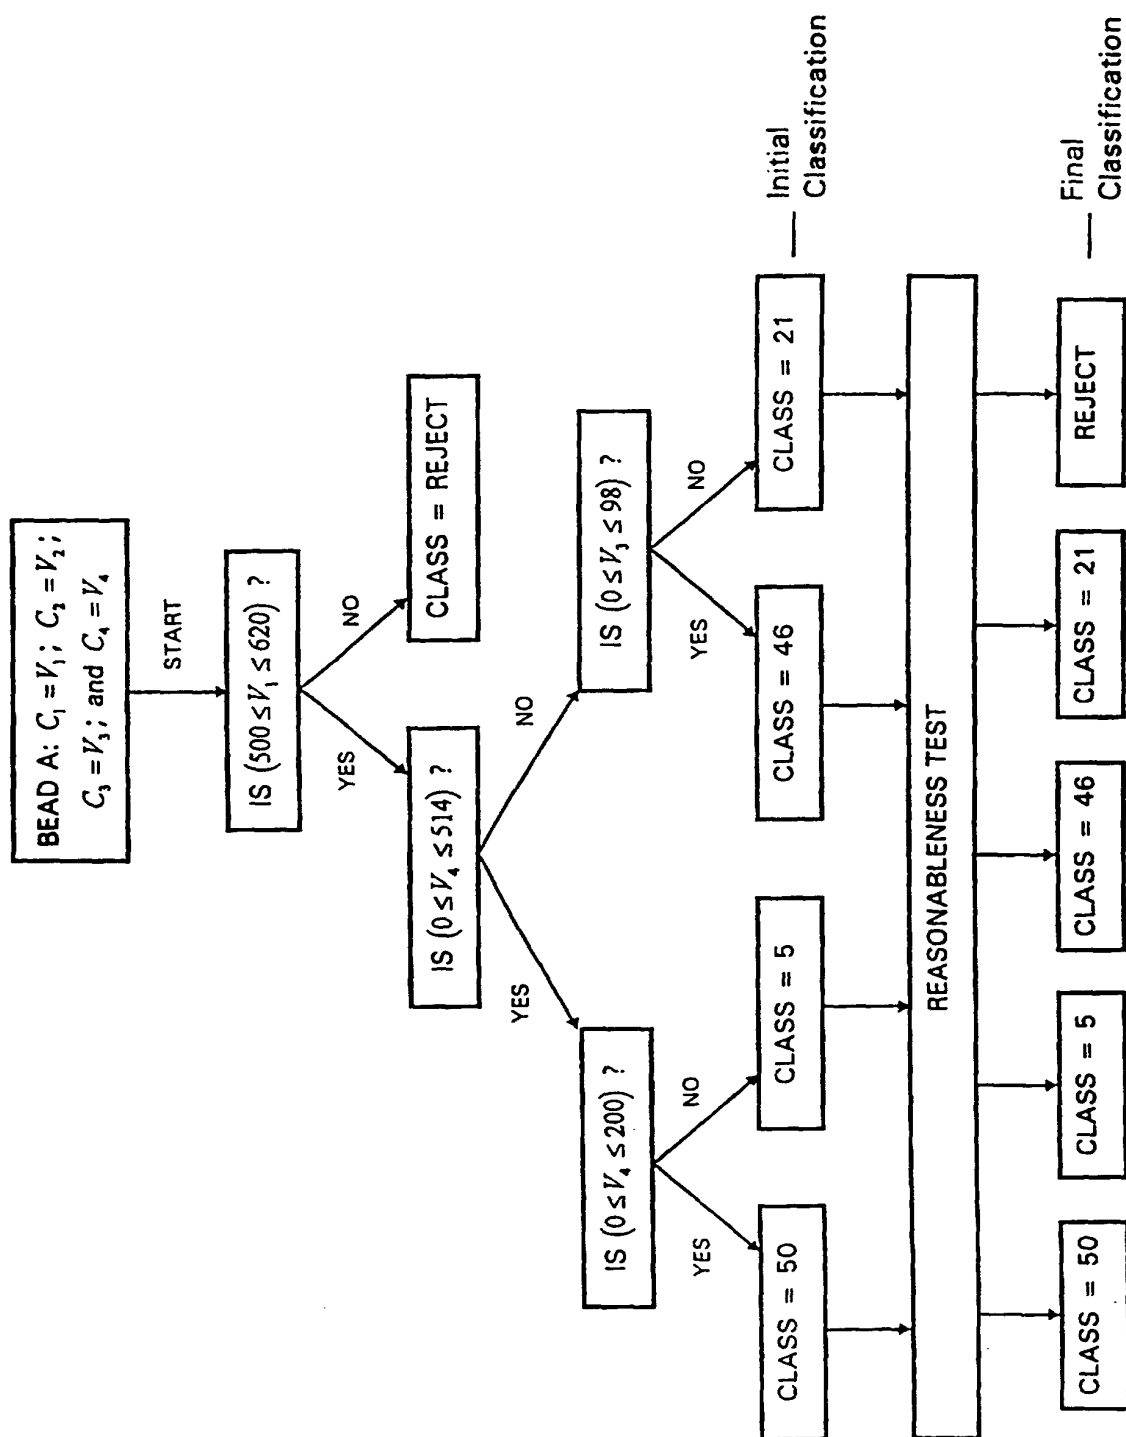 BEAD A: C₁ = V₁; C₂ = V₂;
C₃ = V₃; and C₄ = V₄
START
IS (500 ≤ V₁ ≤ 620) ?
YES
NO
IS (0 ≤ V₄ ≤ 514) ?
CLASS = REJECT
YES
NO
IS (0 ≤ V₄ ≤ 200) ?
IS (0 ≤ V₃ ≤ 98) ?
YES
NO
YES
NO
CLASS = 50
CLASS = 5
CLASS = 46
CLASS = 21
Initial
Classification
REASONABLENESS TEST
CLASS = 50
CLASS = 5
CLASS = 46
CLASS = 21
REJECT
Final
Classification